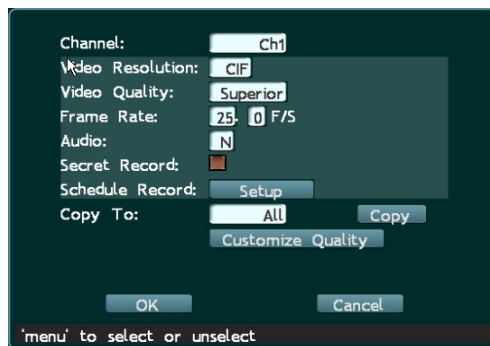 Channel: Ch1
Video Resolution: CIF
Video Quality: Superior
Frame Rate: 25. 0 F/S
Audio: N
Secret Record:
Schedule Record: Setup
Copy To: All Copy
Customize Quality
OK Cancel
'menu' to select or unselect